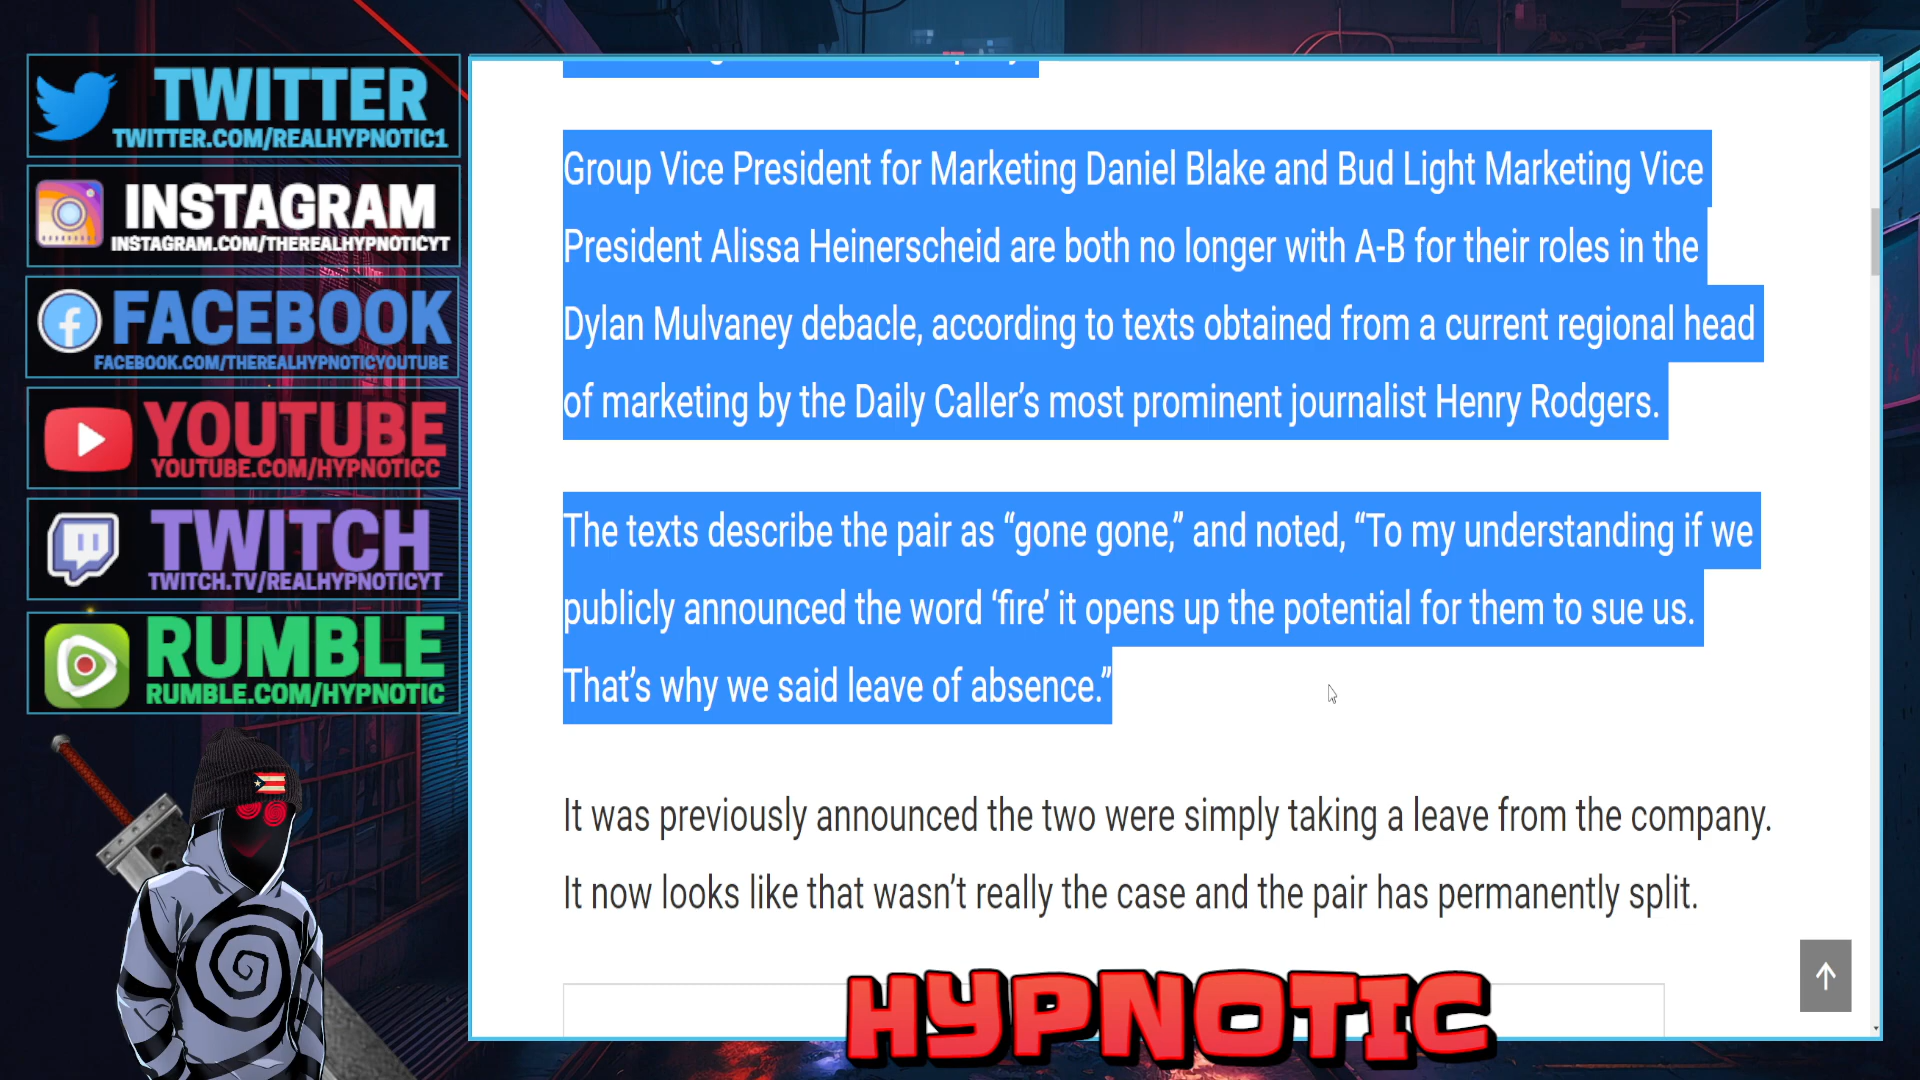 TWITTER
TWITTER.COM/REALHYPNOTIC1
INSTAGRAM
INSTAGRAM.COM/THEREALHYPNOTICYT
FACEBOOK
FACEBOOK.COM/THEREALHYPNOTICYOUTUBE
YOUTUBE
YOUTUBE.COM/HYPNOTICC
TWITCH
TWITCH.TV/REALHYPNOTICYT
RUMBLE
RUMBLE.COM/HYPNOTIC
Group Vice President for Marketing Daniel Blake and Bud Light Marketing Vice
President Alissa Heinerscheid are both no longer with A-B for their roles in the
Dylan Mulvaney debacle, according to texts obtained from a current regional head
of marketing by the Daily Caller’s most prominent journalist Henry Rodgers.
The texts describe the pair as “gone gone,” and noted, “To my understanding if we
publicly announced the word ‘fire’ it opens up the potential for them to sue us.
That’s why we said leave of absence.”
It was previously announced the two were simply taking a leave from the company.
It now looks like that wasn’t really the case and the pair has permanently split.
HYPNOTIC